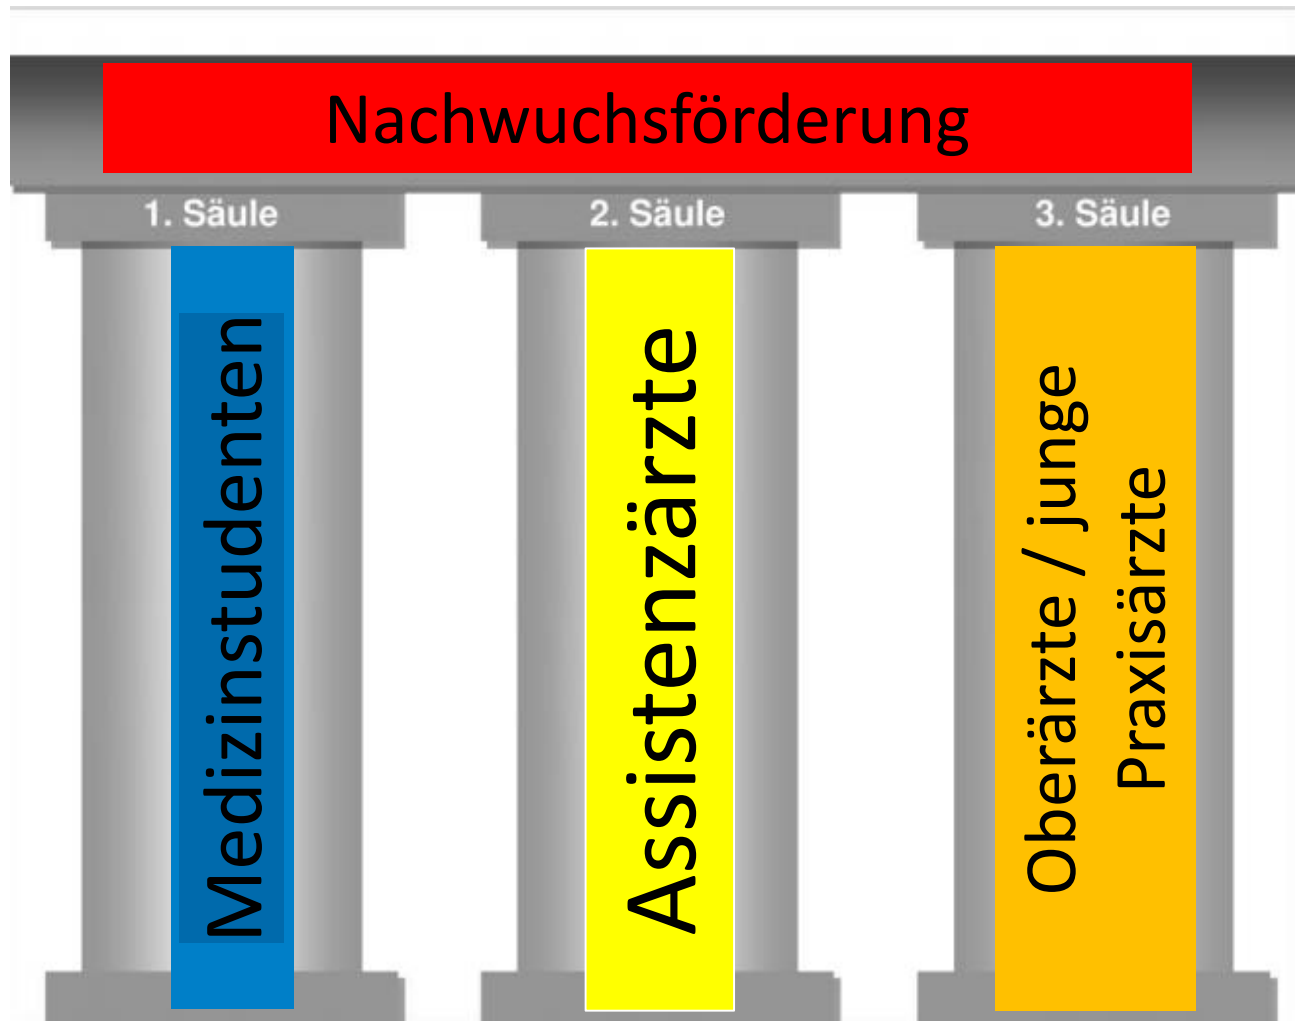 Nachwuchsförderung
1. Säule
2. Säule
3. Säule
Medizinstudenten
Assistenzärzte
Oberärzte / junge
Praxisärzte